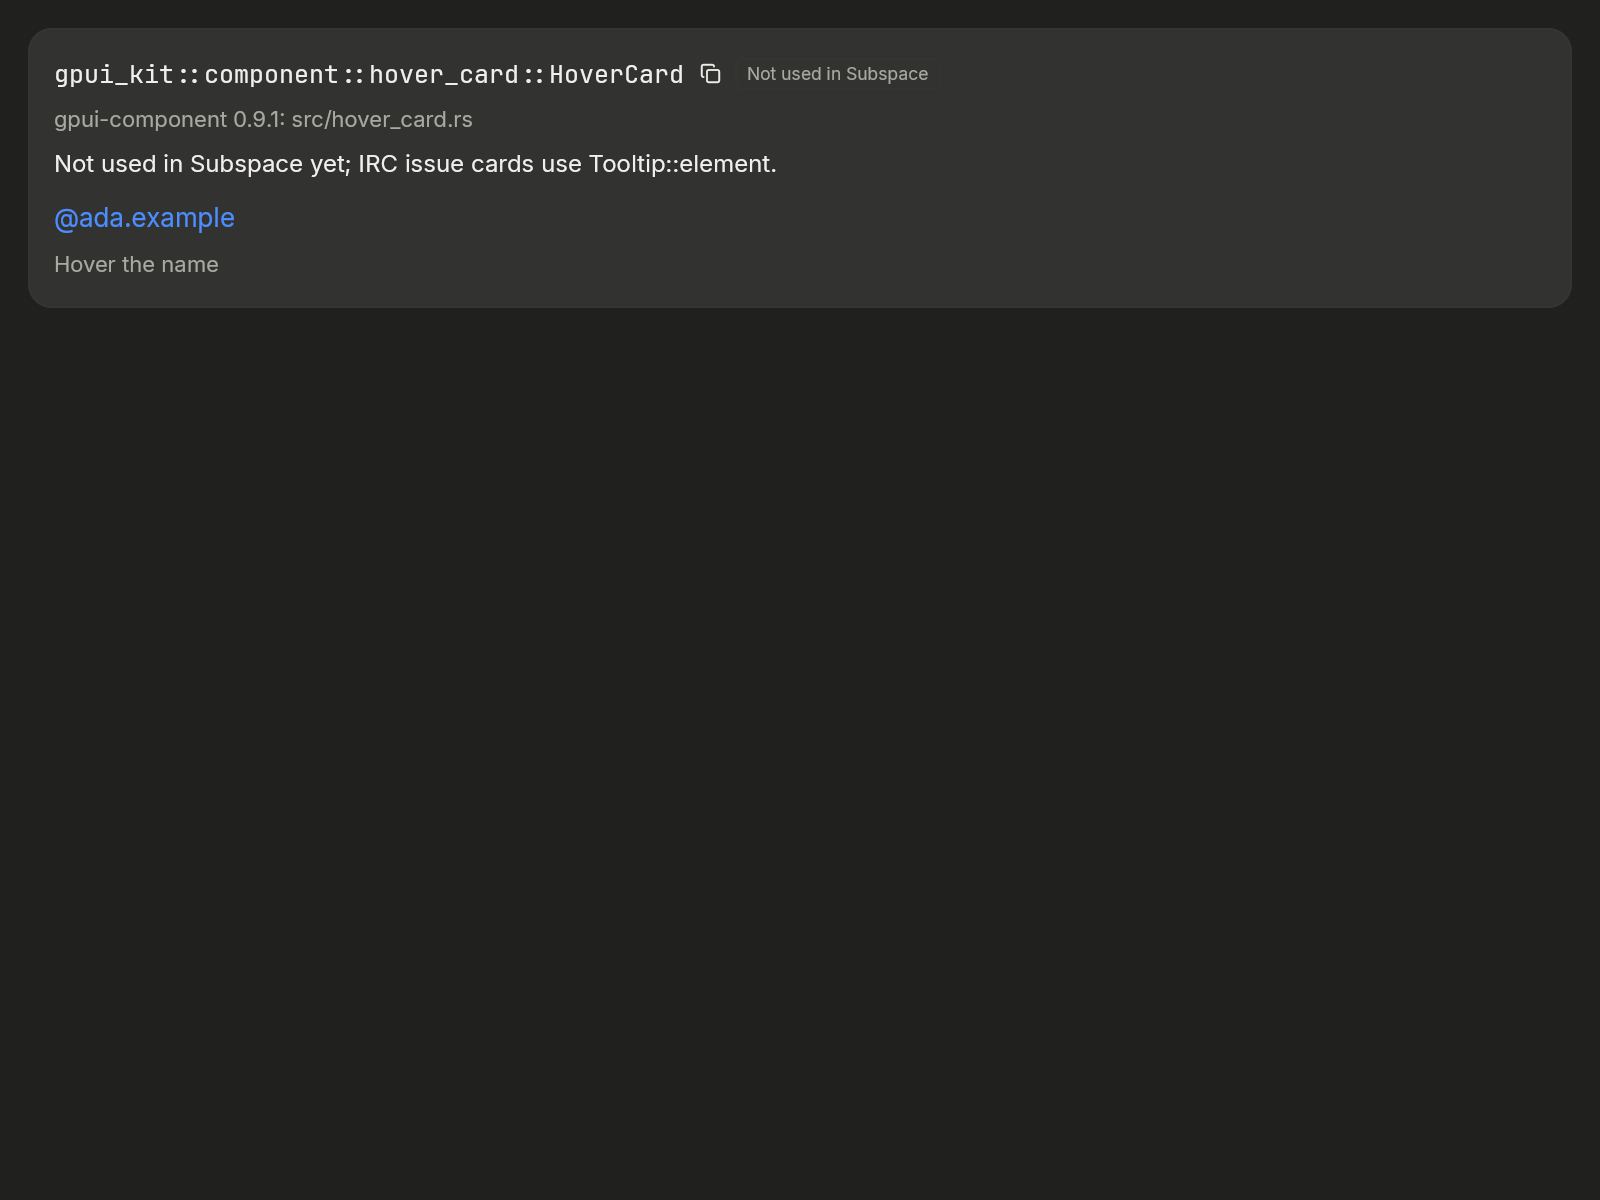 gpui_kit::component::hover_card::HoverCard Not used in Subspace
gpui-component 0.9.1: src/hover_card.rs
Not used in Subspace yet; IRC issue cards use Tooltip::element.
@ada.example
Hover the name